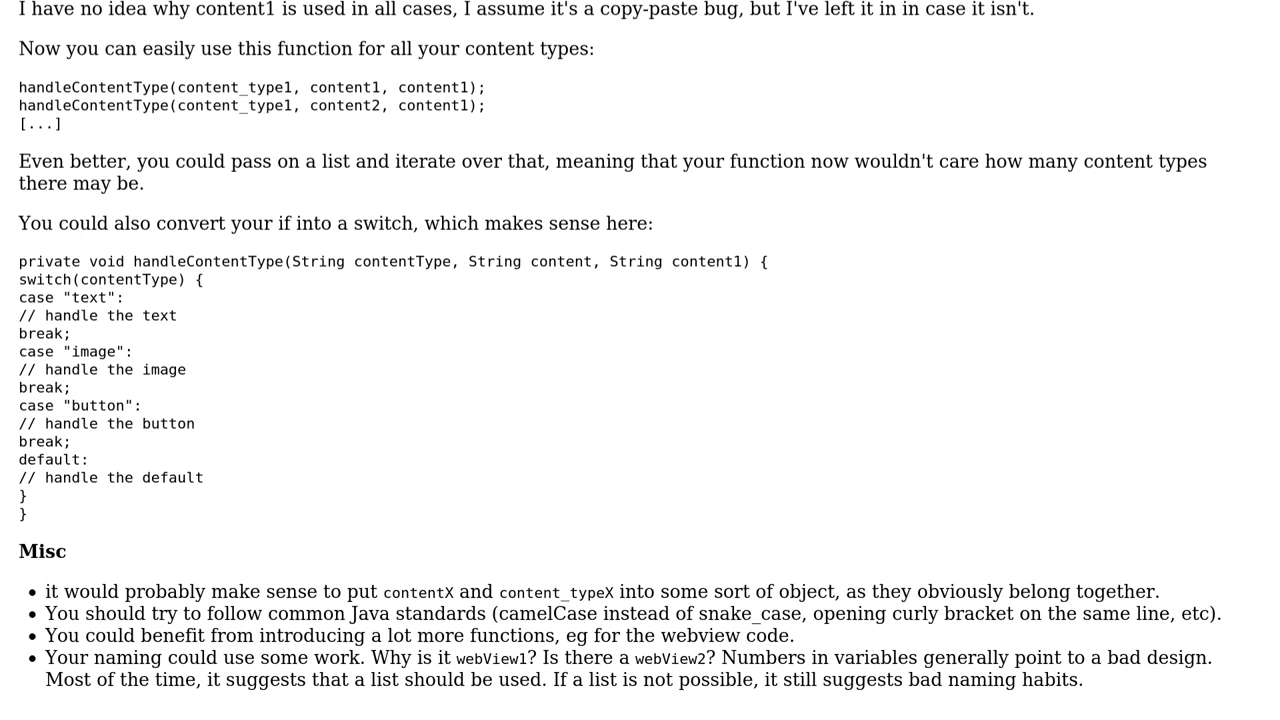 I have no idea why content1 is used in all cases, I assume it's a copy-paste bug, but I've left it in in case it isn't.
Now you can easily use this function for all your content types:
handleContentType(content_type1, content1, content1);
handleContentType(content_type1, content2, content1);
[...]
Even better, you could pass on a list and iterate over that, meaning that your function now wouldn't care how many content types
there may be.
You could also convert your if into a switch, which makes sense here:
private void handleContentType(String contentType, String content, String content1) {
switch(contentType) {
case "text":
// handle the text
break;
case "image":
// handle the image
break;
case "button":
// handle the button
break;
default:
// handle the default
}
}
Misc
• it would probably make sense to put contentX and content_typeX into some sort of object, as they obviously belong together.
• You should try to follow common Java standards (camelCase instead of snake_case, opening curly bracket on the same line, etc).
• You could benefit from introducing a lot more functions, eg for the webview code.
• Your naming could use some work. Why is it webView1? Is there a webView2? Numbers in variables generally point to a bad design.
Most of the time, it suggests that a list should be used. If a list is not possible, it still suggests bad naming habits.